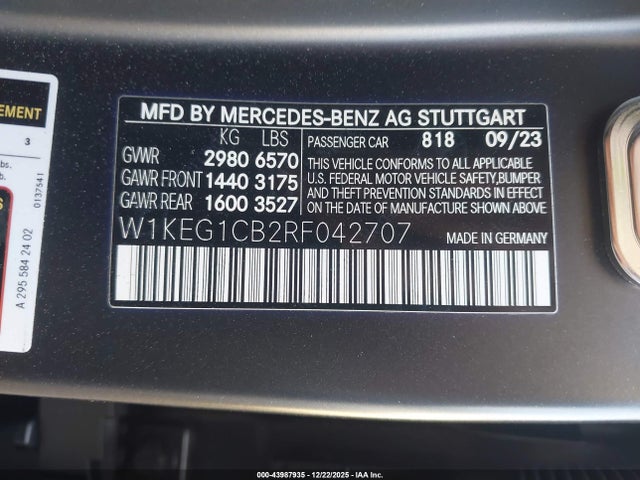 EMENT
3
bs.
b.
0137541
A 295 584 24 02
MFD BY MERCEDES-BENZ AG STUTTGART
KG LBS
GVWR 2980 6570
GAWR FRONT 1440 3175
GAWR REAR 1600 3527
PASSENGER CAR 818 09/23
THIS VEHICLE CONFORMS TO ALL APPLICABLE
U.S. FEDERAL MOTOR VEHICLE SAFETY,BUMPER
AND THEFT PREVENTION STANDARDS IN EFFECT
ON THE DATE OF MANUFACTURE SHOWN ABOVE.
W1KEG1CB2RF042707
MADE IN GERMANY
000-43987935 - 12/22/2025 - IAA Inc.